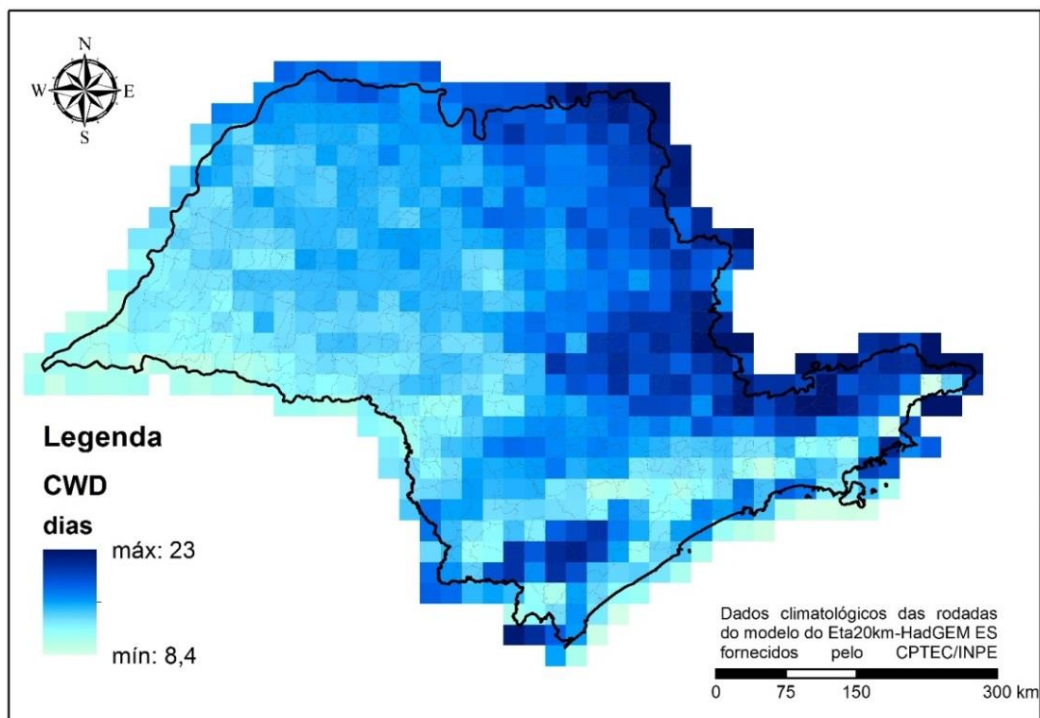 N
W E
S
Legenda
CWD
dias
máx: 23
mín: 8,4
Dados climatológicos das rodadas
do modelo do Eta20km-HadGEM ES
fornecidos pelo CPTEC/INPE
0 75 150 300 km